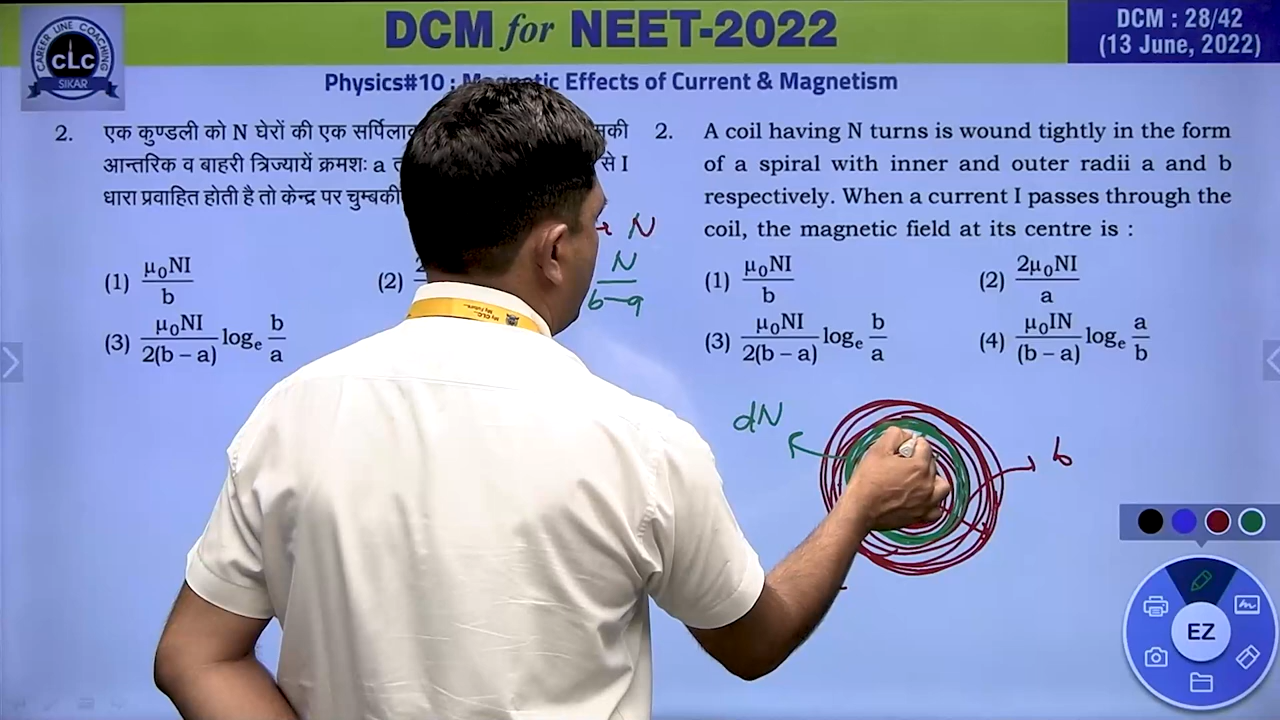 DCM for NEET-2022
DCM : 28/42
(13 June, 2022)
CAREER LINE COACHING
CLC
SIKAR
Physics#10 : Magnetic Effects of Current & Magnetism
2. एक कुण्डली को N घेरों की एक
आन्तरिक व बाहरी त्रिज्यायें क्रमशः a से I
धारा प्रवाहित होती है तो केन्द्र पर
(1) μ₀NI/b
(2)
(3) μ₀NI/2(b – a) logₑ b/a
N
N/b–a
2. A coil having N turns is wound tightly in the form
of a spiral with inner and outer radii a and b
respectively. When a current I passes through the
coil, the magnetic field at its centre is :
(1) μ₀NI/b
(2) 2μ₀NI/a
(3) μ₀NI/2(b – a) logₑ b/a
(4) μ₀IN/(b – a) logₑ a/b
dN
b
EZ